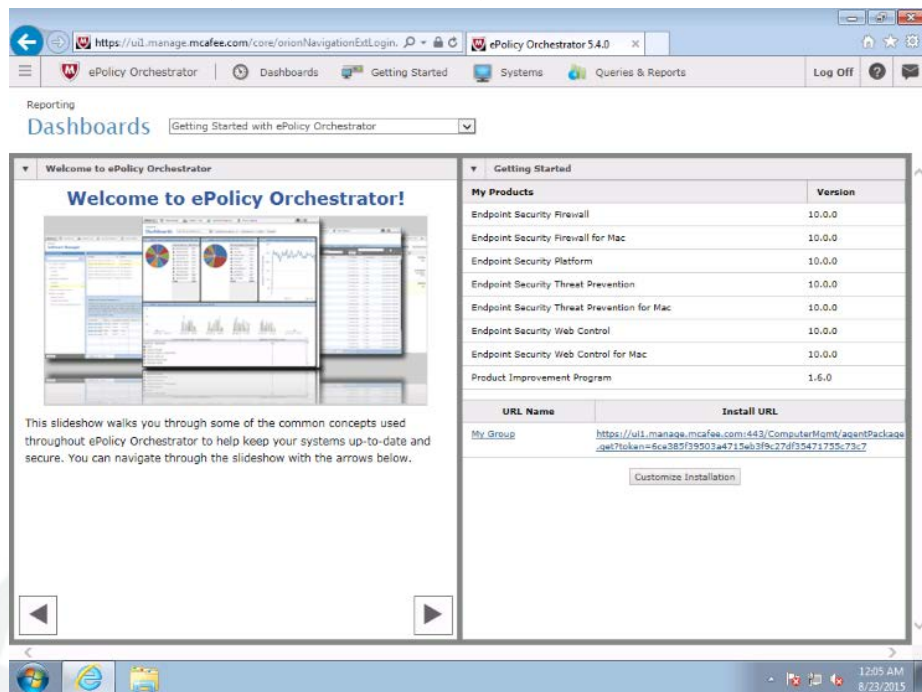 https://ui1.manage.mcafee.com/core/orionNavigationExtLogin.
ePolicy Orchestrator 5.4.0
ePolicy Orchestrator
Dashboards
Getting Started
Systems
Queries & Reports
Log Off
Reporting
Dashboards
Getting Started with ePolicy Orchestrator
Welcome to ePolicy Orchestrator
Welcome to ePolicy Orchestrator!
This slideshow walks you through some of the common concepts used
throughout ePolicy Orchestrator to help keep your systems up-to-date and
secure. You can navigate through the slideshow with the arrows below.
Getting Started
My Products Version
Endpoint Security Firewall 10.0.0
Endpoint Security Firewall for Mac 10.0.0
Endpoint Security Platform 10.0.0
Endpoint Security Threat Prevention 10.0.0
Endpoint Security Threat Prevention for Mac 10.0.0
Endpoint Security Web Control 10.0.0
Endpoint Security Web Control for Mac 10.0.0
Product Improvement Program 1.6.0
URL Name Install URL
My Group https://ui1.manage.mcafee.com:443/ComputerMgmt/agentPackage
.get?token=6ce385f39503a4715eb3f9c27df35471755c73c7
Customize Installation
12:05 AM
8/23/2015